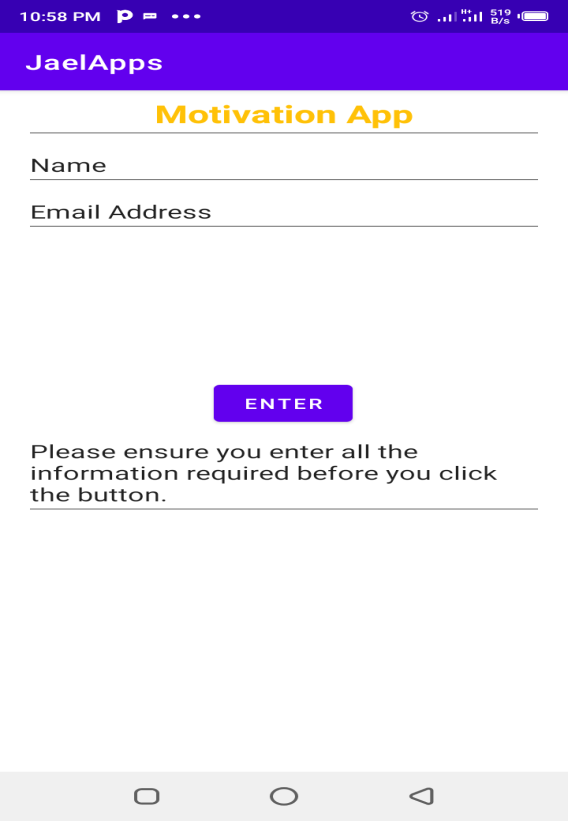 10:58 PM
H+
519
B/s
JaelApps
Motivation App
Name
Email Address
ENTER
Please ensure you enter all the
information required before you click
the button.